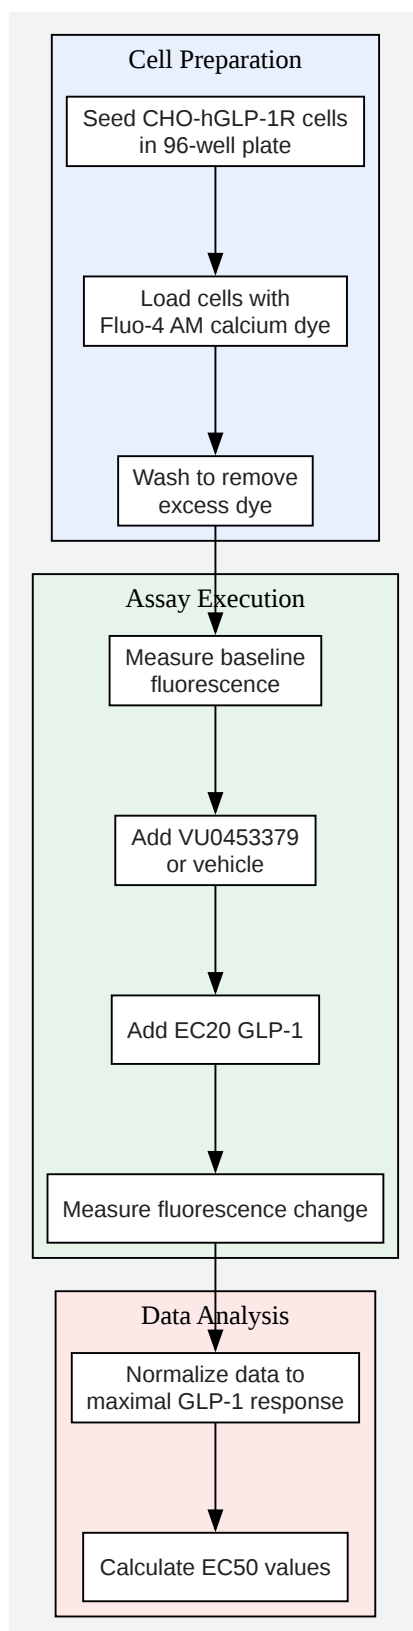 Cell Preparation
Seed CHO-hGLP-1R cells
in 96-well plate
Load cells with
Fluo-4 AM calcium dye
Wash to remove
excess dye
Assay Execution
Measure baseline
fluorescence
Add VU0453379
or vehicle
Add EC20 GLP-1
Measure fluorescence change
Data Analysis
Normalize data to
maximal GLP-1 response
Calculate EC50 values